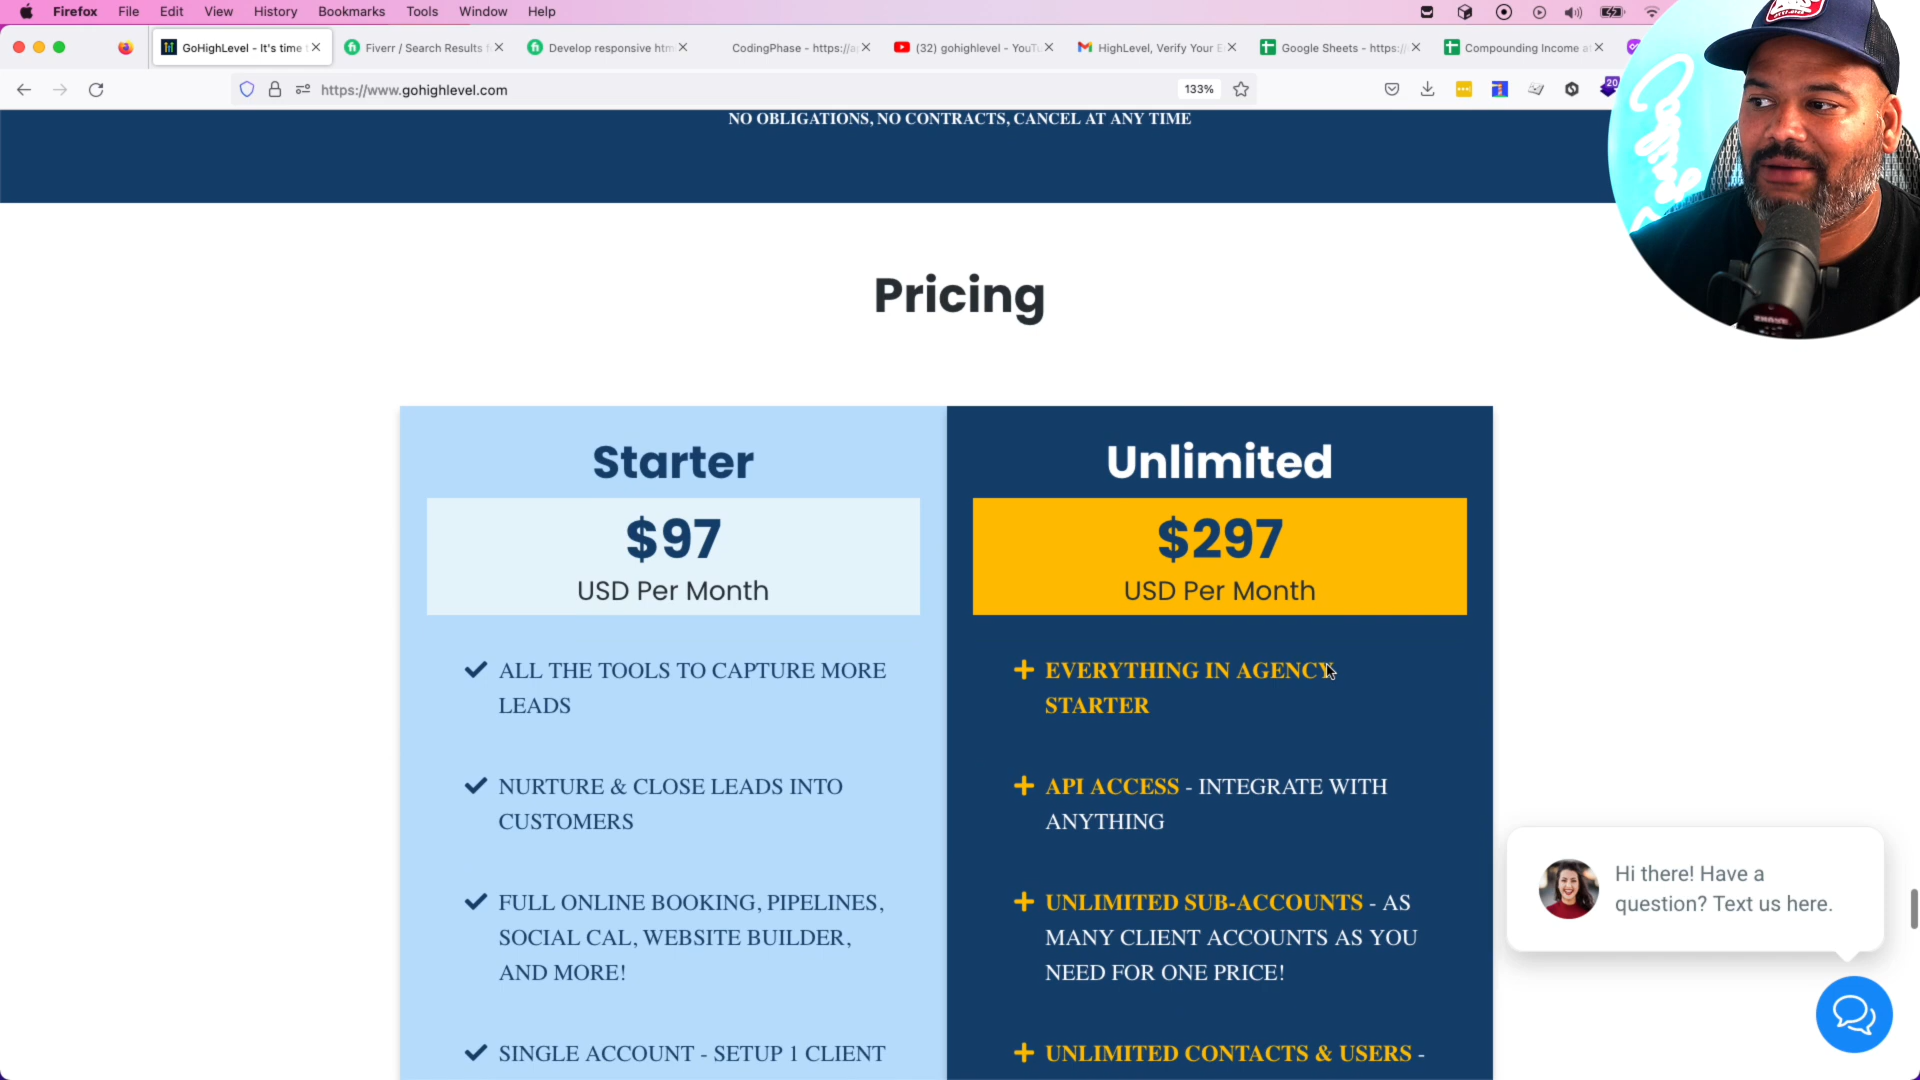 Firefox File Edit View History Bookmarks Tools Window Help
GoHighLevel - It's time
Fiverr / Search Results f
Develop responsive htm
CodingPhase - https://a
(32) gohighlevel - YouTu
HighLevel, Verify Your E
Google Sheets - https:/
Compounding Income a
https://www.gohighlevel.com
133%
20
NO OBLIGATIONS, NO CONTRACTS, CANCEL AT ANY TIME
Pricing
Starter
$97
USD Per Month
ALL THE TOOLS TO CAPTURE MORE
LEADS
NURTURE & CLOSE LEADS INTO
CUSTOMERS
FULL ONLINE BOOKING, PIPELINES,
SOCIAL CAL, WEBSITE BUILDER,
AND MORE!
SINGLE ACCOUNT - SETUP 1 CLIENT
Unlimited
$297
USD Per Month
EVERYTHING IN AGENCY
STARTER
API ACCESS - INTEGRATE WITH
ANYTHING
UNLIMITED SUB-ACCOUNTS - AS
MANY CLIENT ACCOUNTS AS YOU
NEED FOR ONE PRICE!
UNLIMITED CONTACTS & USERS -
Hi there! Have a
question? Text us here.